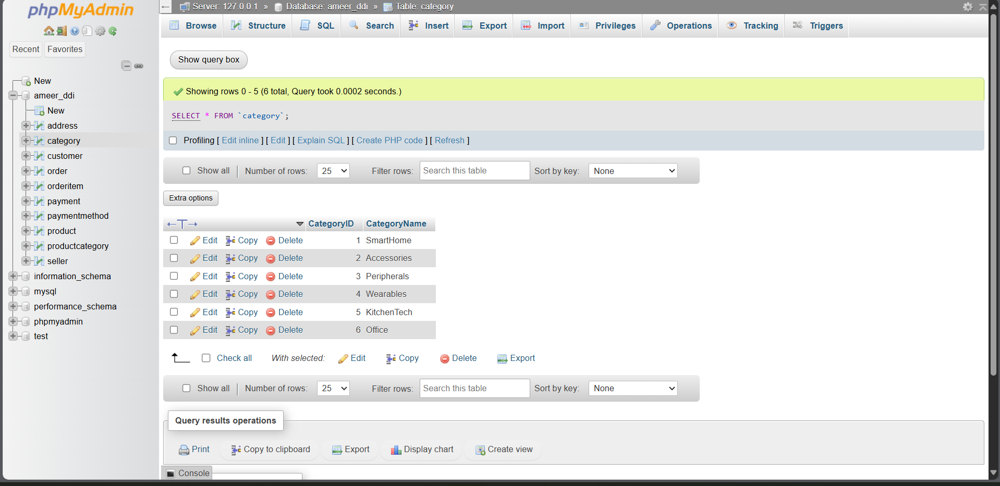 phpMyAdmin
Recent Favorites
New
ameer_ddi
New
address
category
customer
order
orderitem
payment
paymentmethod
product
productcategory
seller
information_schema
mysql
performance_schema
phpmyadmin
test
Server: 127.0.0.1 » Database: ameer_ddi » Table: category
Browse Structure SQL Search Insert Export Import Privileges Operations Tracking Triggers
Show query box
Showing rows 0 - 5 (6 total, Query took 0.0002 seconds.)
SELECT * FROM `category`;
Profiling [ Edit inline ] [ Edit ] [ Explain SQL ] [ Create PHP code ] [ Refresh ]
Show all Number of rows: 25 Filter rows: Search this table Sort by key: None
Extra options
CategoryID CategoryName
Edit Copy Delete 1 SmartHome
Edit Copy Delete 2 Accessories
Edit Copy Delete 3 Peripherals
Edit Copy Delete 4 Wearables
Edit Copy Delete 5 KitchenTech
Edit Copy Delete 6 Office
Check all With selected: Edit Copy Delete Export
Show all Number of rows: 25 Filter rows: Search this table Sort by key: None
Query results operations
Print Copy to clipboard Export Display chart Create view
Console